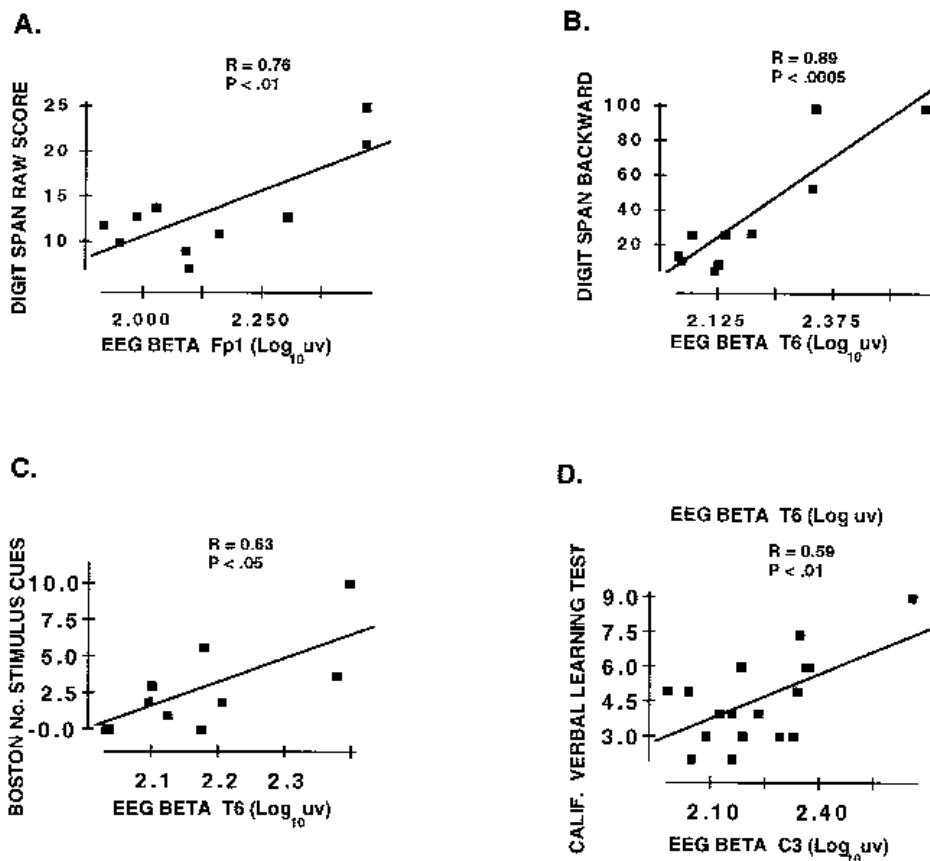 A.
R = 0.76
P < .01
DIGIT SPAN RAW SCORE
25
20
15
10
2.000 2.250
EEG BETA Fp1 (Log10uv)
B.
R = 0.89
P < .0005
DIGIT SPAN BACKWARD
100
80
60
40
20
2.125 2.375
EEG BETA T6 (Log10uv)
C.
R = 0.63
P < .05
BOSTON No. STIMULUS CUES
10.0
7.5
5.0
2.5
-0.0
2.1 2.2 2.3
EEG BETA T6 (Log10uv)
D.
EEG BETA T6 (Log uv)
R = 0.59
P < .01
CALIF. VERBAL LEARNING TEST
9.0
7.5
6.0
4.5
3.0
2.10 2.40
EEG BETA C3 (Log10uv)